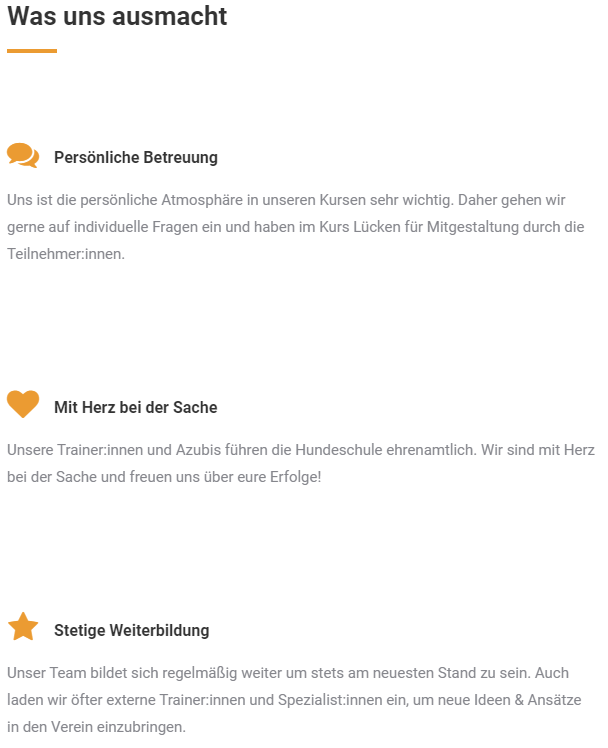 Was uns ausmacht
Persönliche Betreuung
Uns ist die persönliche Atmosphäre in unseren Kursen sehr wichtig. Daher gehen wir
gerne auf individuelle Fragen ein und haben im Kurs Lücken für Mitgestaltung durch die
Teilnehmer:innen.
Mit Herz bei der Sache
Unsere Trainer:innen und Azubis führen die Hundeschule ehrenamtlich. Wir sind mit Herz
bei der Sache und freuen uns über eure Erfolge!
Stetige Weiterbildung
Unser Team bildet sich regelmäßig weiter um stets am neuesten Stand zu sein. Auch
laden wir öfter externe Trainer:innen und Spezialist:innen ein, um neue Ideen & Ansätze
in den Verein einzubringen.